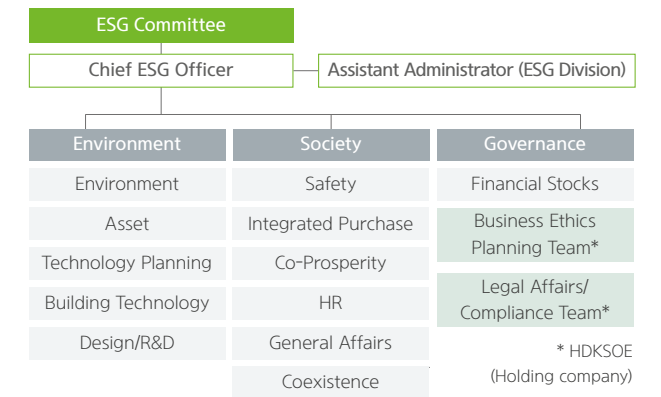 ESG Committee
Chief ESG Officer
Assistant Administrator (ESG Division)
Environment
Environment
Asset
Technology Planning
Building Technology
Design/R&D
Society
Safety
Integrated Purchase
Co-Prosperity
HR
General Affairs
Coexistence
Governance
Financial Stocks
Business Ethics
Planning Team*
Legal Affairs/
Compliance Team*
* HDKSOE
(Holding company)